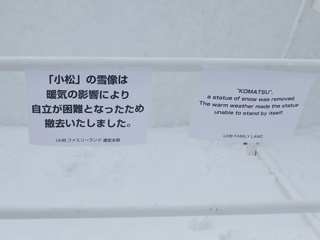 「小松」の雪像は
暖気の影響により
自立が困難となったため
撤去いたしました。
UHB ファミリーランド 運営本部
"KOMATSU",
a statue of snow was removed.
The warm weather made the statue
unable to stand by itself.
UHB FAMILY LAND